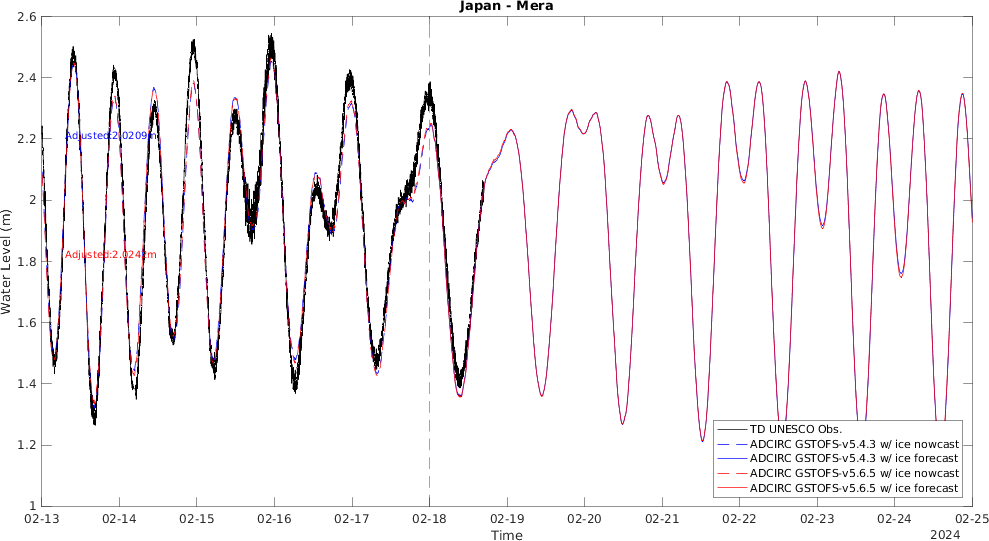 Japan - Mera
2.6
2.4
2.2
2
1.8
1.6
1.4
1.2
1
Water Level (m)
Adjusted:2.0209m
Adjusted:2.0242m
TD UNESCO Obs.
ADCIRC GSTOFS-v5.4.3 w/ ice nowcast
ADCIRC GSTOFS-v5.4.3 w/ ice forecast
ADCIRC GSTOFS-v5.6.5 w/ ice nowcast
ADCIRC GSTOFS-v5.6.5 w/ ice forecast
02-13 02-14 02-15 02-16 02-17 02-18 02-19 02-20 02-21 02-22 02-23 02-24 02-25
Time
2024